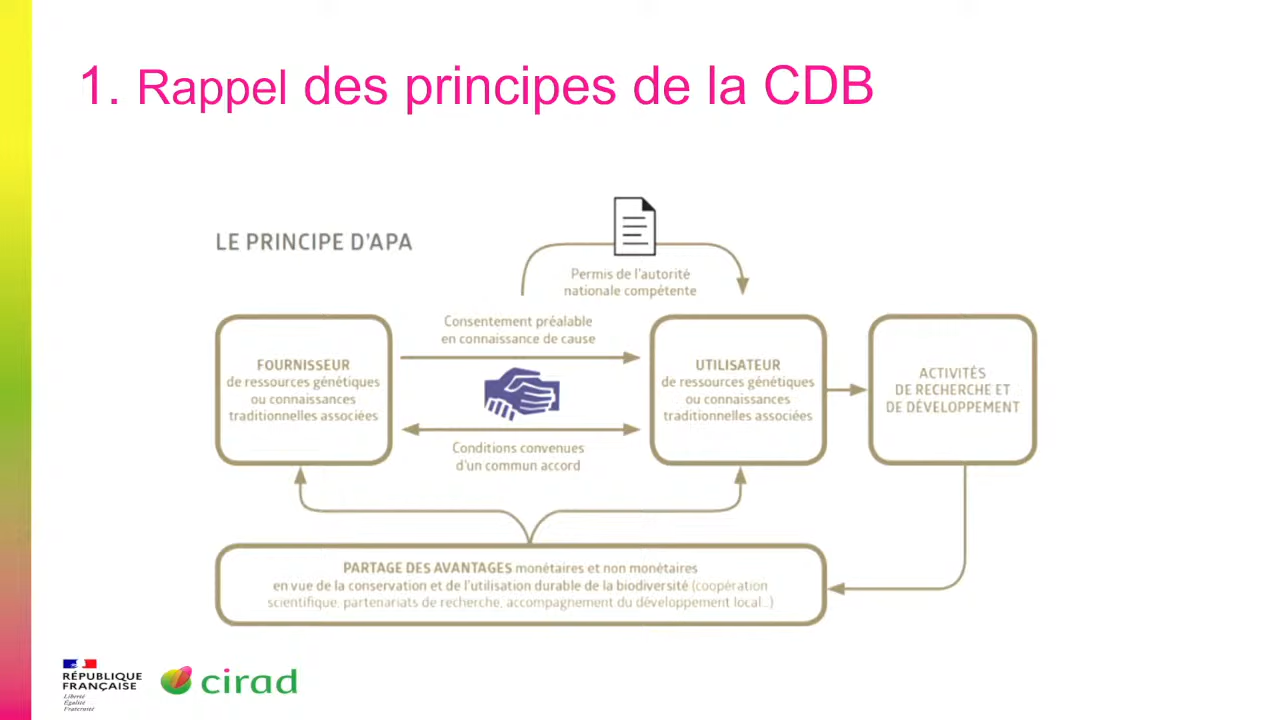 1. Rappel des principes de la CDB
LE PRINCIPE D'APA
Permis de l'autorité
nationale compétente
Consentement préalable
en connaissance de cause
FOURNISSEUR
de ressources génétiques
ou connaissances
traditionnelles associées
UTILISATEUR
de ressources génétiques
ou connaissances
traditionnelles associées
ACTIVITÉS
DE RECHERCHE ET
DE DÉVELOPPEMENT
Conditions convenues
d'un commun accord
PARTAGE DES AVANTAGES monétaires et non monétaires
en vue de la conservation et de l'utilisation durable de la biodiversité (coopération
scientifique, partenariats de recherche, accompagnement du développement local...)
RÉPUBLIQUE
FRANÇAISE
Liberté
Égalité
Fraternité
cirad